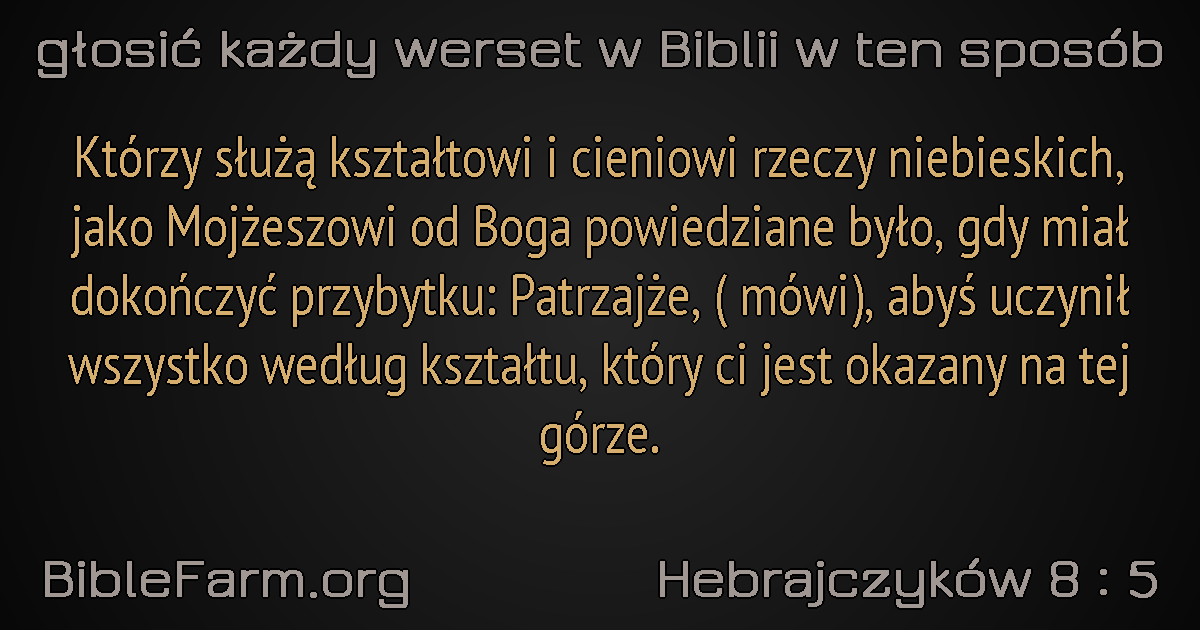 głosić każdy werset w Biblii w ten sposób
Którzy służą kształtowi i cieniowi rzeczy niebieskich,
jako Mojżeszowi od Boga powiedziane było, gdy miał
dokończyć przybytku: Patrzajże, ( mówi), abyś uczynił
wszystko według kształtu, który ci jest okazany na tej
górze.
BibleFarm.org
Hebrajczyków 8 : 5